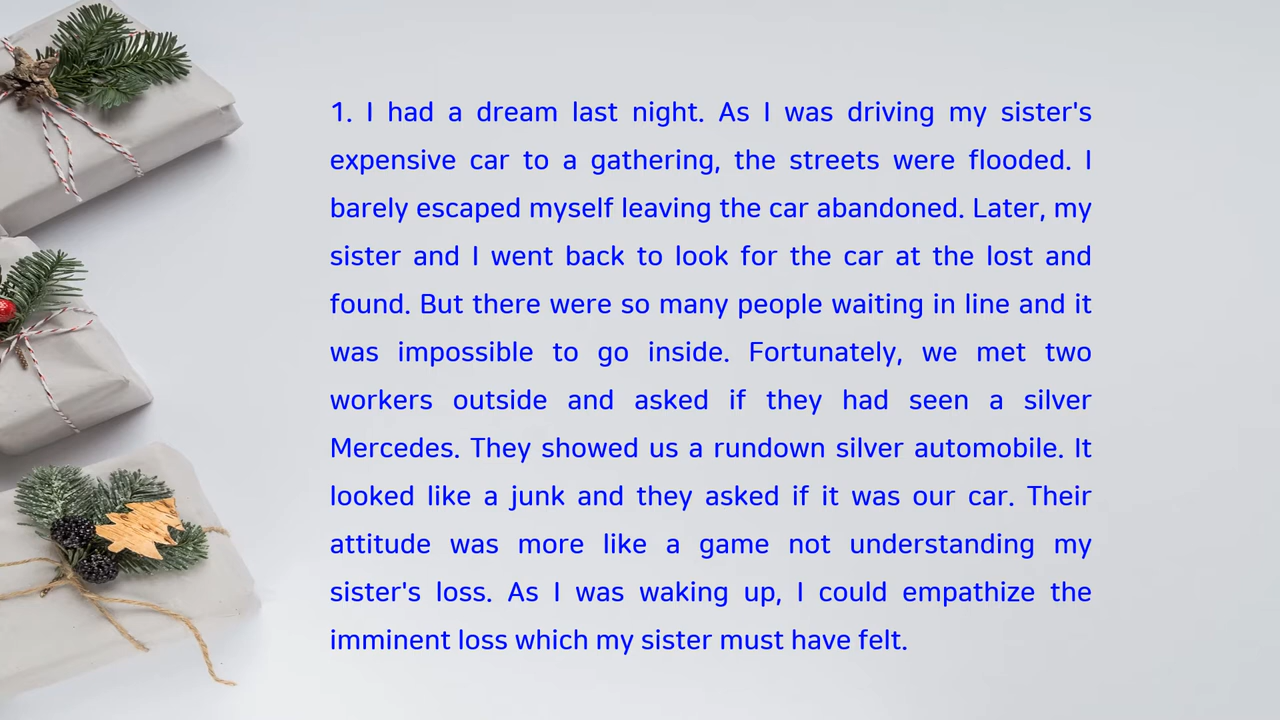 1. I had a dream last night. As I was driving my sister's
expensive car to a gathering, the streets were flooded. I
barely escaped myself leaving the car abandoned. Later, my
sister and I went back to look for the car at the lost and
found. But there were so many people waiting in line and it
was impossible to go inside. Fortunately, we met two
workers outside and asked if they had seen a silver
Mercedes. They showed us a rundown silver automobile. It
looked like a junk and they asked if it was our car. Their
attitude was more like a game not understanding my
sister's loss. As I was waking up, I could empathize the
imminent loss which my sister must have felt.